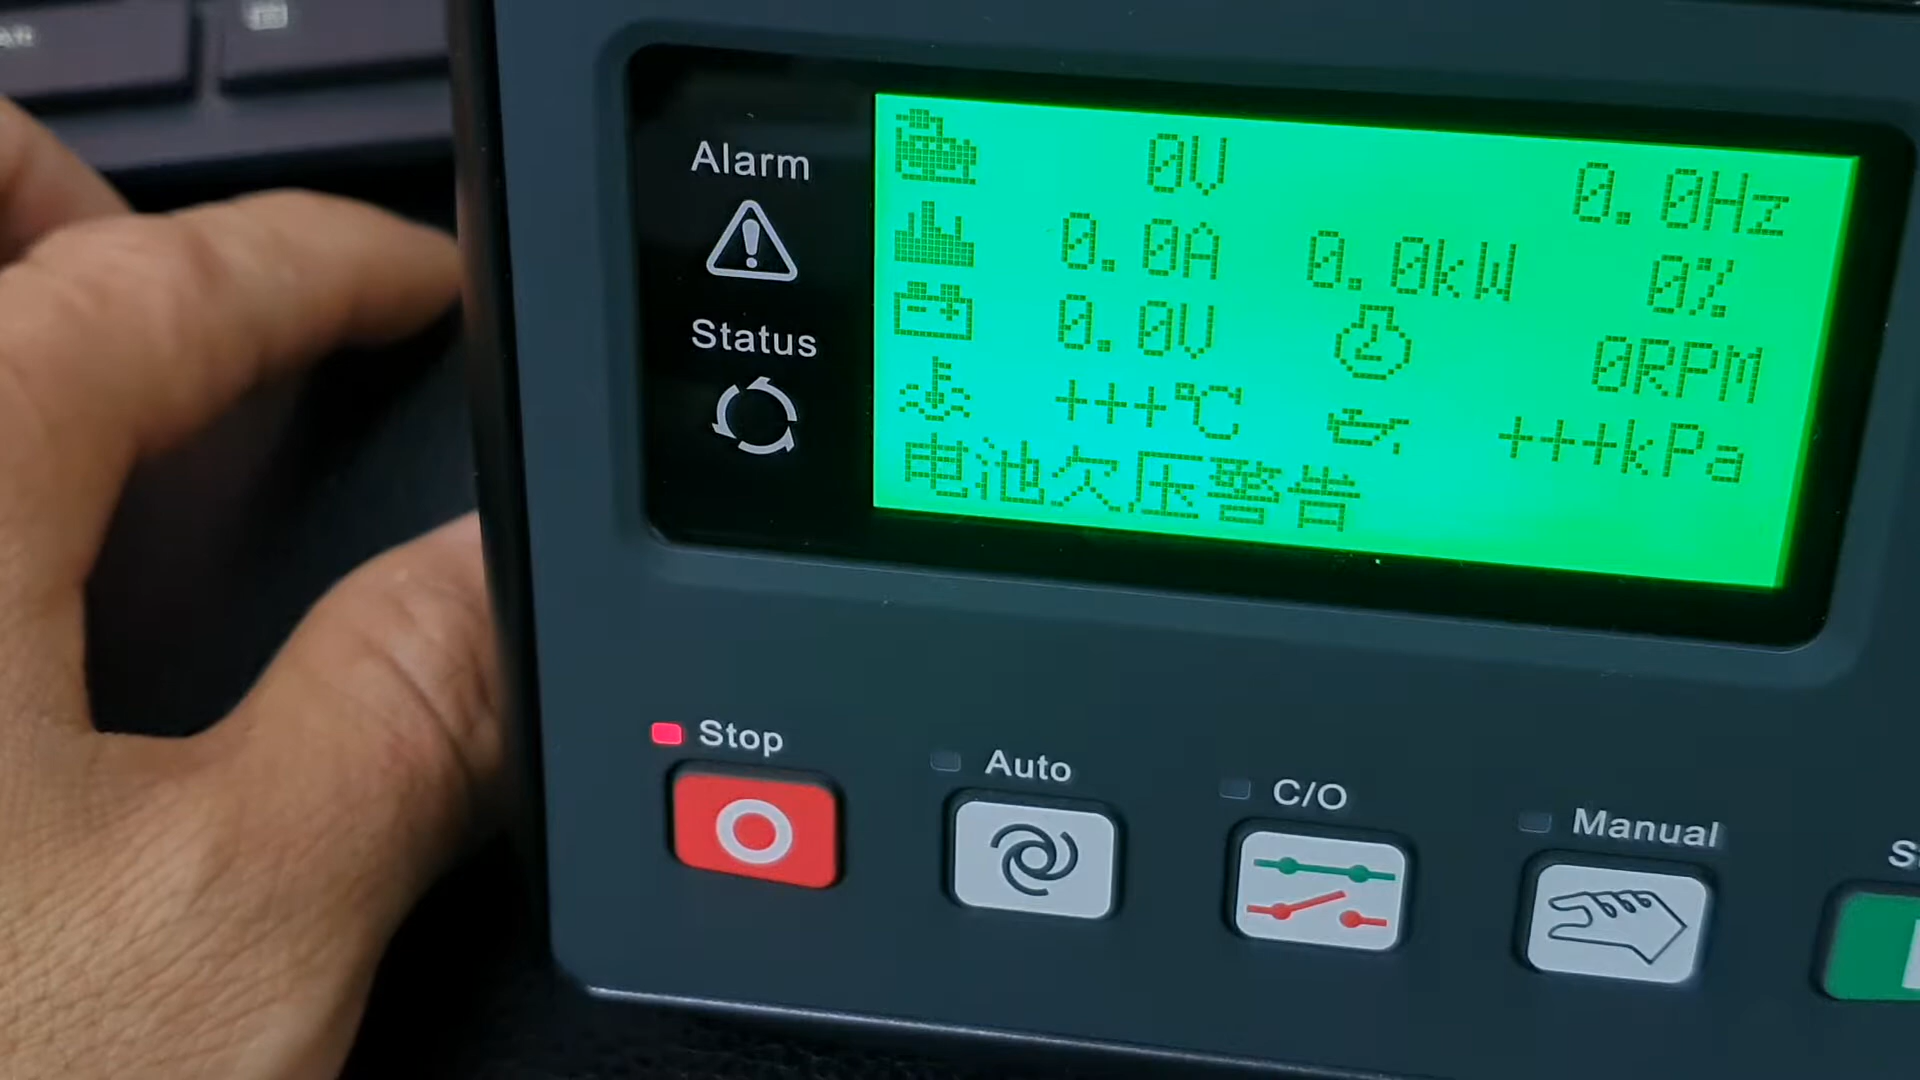 Alarm
Status
0V 0.0Hz
0.0A 0.0kW 0%
0.0V 0RPM
+++℃ +++kPa
电池欠压警告
Stop
Auto
C/O
Manual